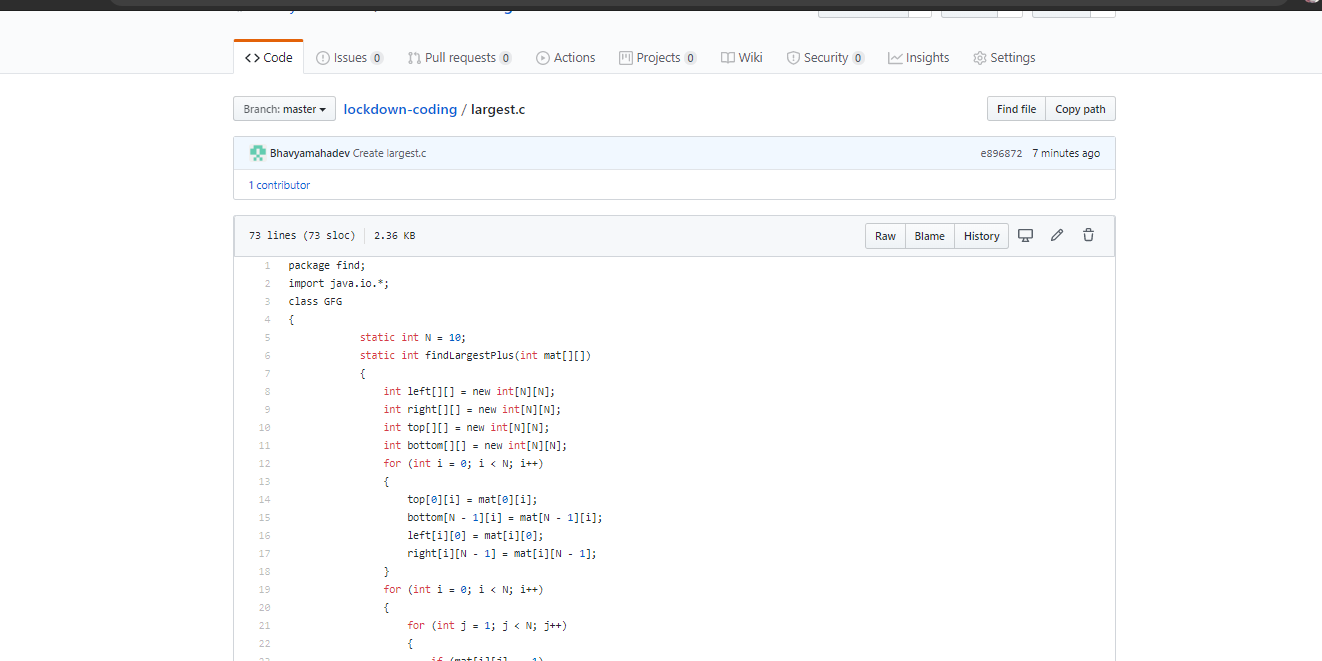 Code Issues 0 Pull requests 0 Actions Projects 0 Wiki Security 0 Insights Settings
Branch: master lockdown-coding / largest.c Find file Copy path
Bhavyamahadev Create largest.c e896872 7 minutes ago
1 contributor
73 lines (73 sloc) 2.36 KB Raw Blame History
1 package find;
2 import java.io.*;
3 class GFG
4 {
5 static int N = 10;
6 static int findLargestPlus(int mat[][])
7 {
8 int left[][] = new int[N][N];
9 int right[][] = new int[N][N];
10 int top[][] = new int[N][N];
11 int bottom[][] = new int[N][N];
12 for (int i = 0; i < N; i++)
13 {
14 top[0][i] = mat[0][i];
15 bottom[N - 1][i] = mat[N - 1][i];
16 left[i][0] = mat[i][0];
17 right[i][N - 1] = mat[i][N - 1];
18 }
19 for (int i = 0; i < N; i++)
20 {
21 for (int j = 1; j < N; j++)
22 {